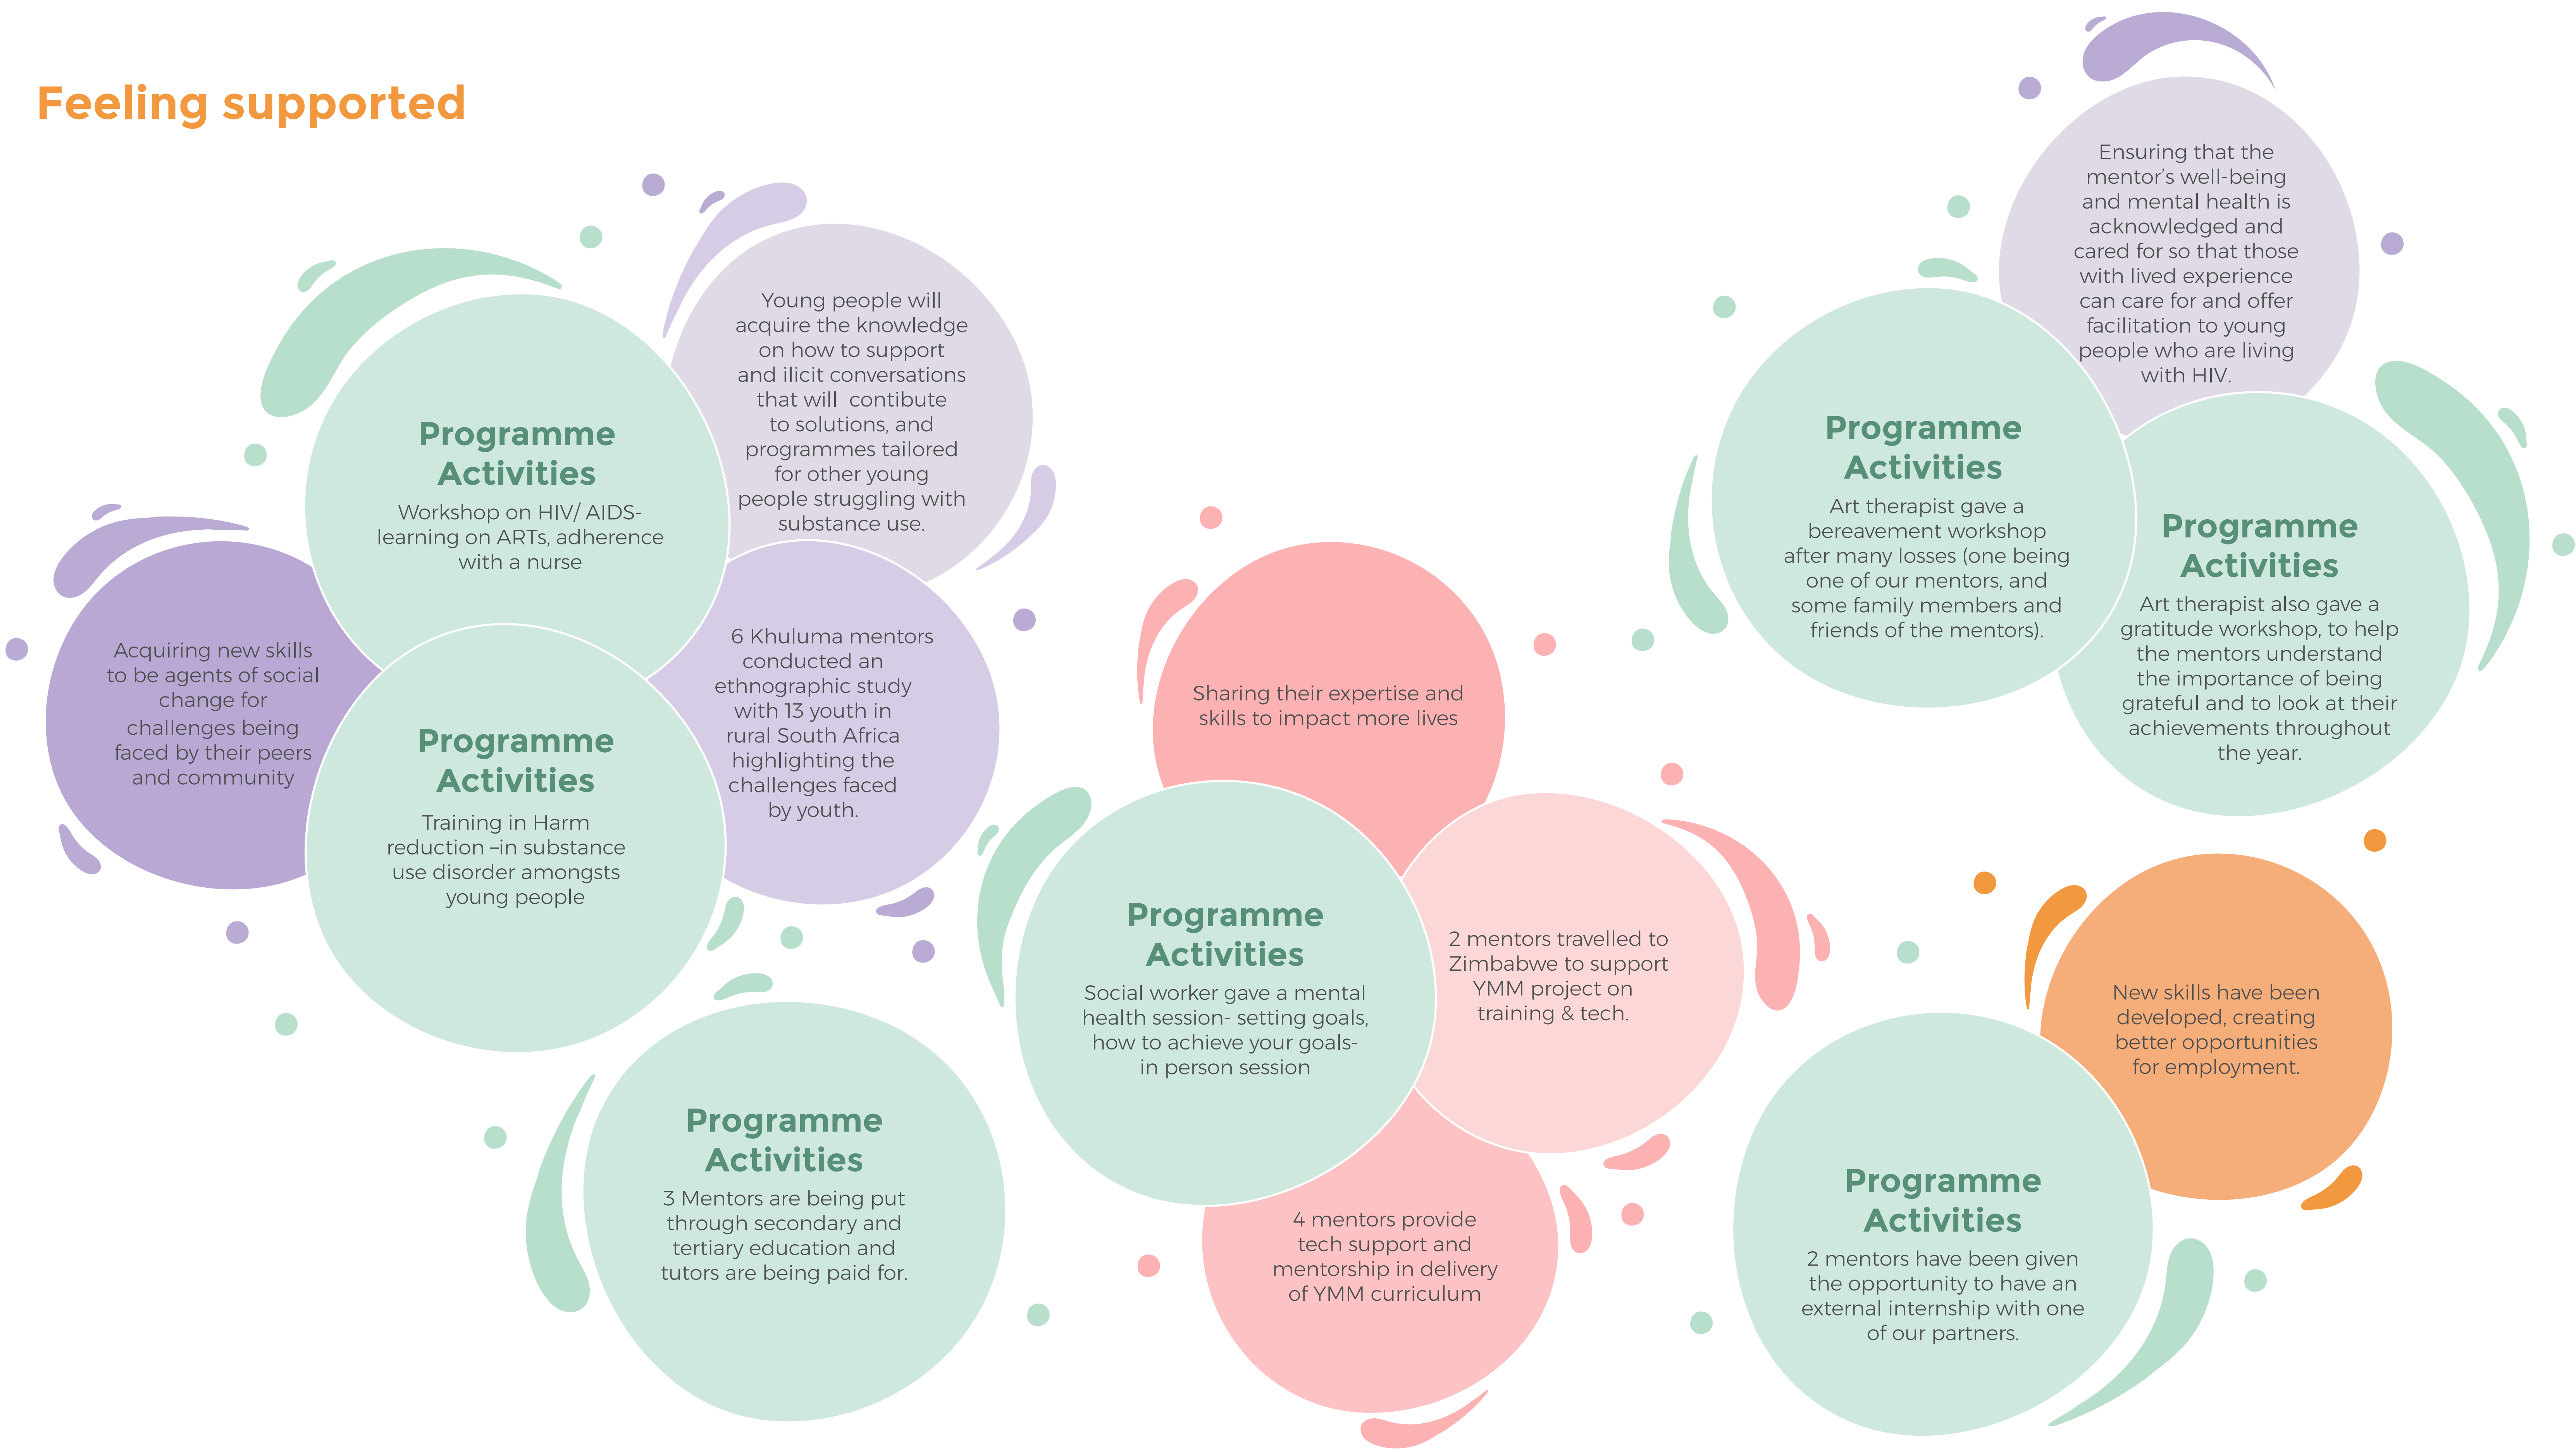 Feeling supported
Programme
Activities
Workshop on HIV/ AIDS-
learning on ARTs, adherence
with a nurse
Young people will
acquire the knowledge
on how to support
and ilicit conversations
that will  contibute
to solutions, and
programmes tailored
for other young
people struggling with
substance use.
Acquiring new skills
to be agents of social
change for
challenges being
faced by their peers
and community
Programme
Activities
Training in Harm
reduction –in substance
use disorder amongsts
young people
6 Khuluma mentors
conducted an
ethnographic study
with 13 youth in
rural South Africa
highlighting the
challenges faced
by youth.
Programme
Activities
3 Mentors are being put
through secondary and
tertiary education and
tutors are being paid for.
Sharing their expertise and
skills to impact more lives
Programme
Activities
Social worker gave a mental
health session- setting goals,
how to achieve your goals-
in person session
2 mentors travelled to
Zimbabwe to support
YMM project on
training & tech.
4 mentors provide
tech support and
mentorship in delivery
of YMM curriculum
Ensuring that the
mentor’s well-being
and mental health is
acknowledged and
cared for so that those
with lived experience
can care for and offer
facilitation to young
people who are living
with HIV.
Programme
Activities
Art therapist gave a
bereavement workshop
after many losses (one being
one of our mentors, and
some family members and
friends of the mentors).
Programme
Activities
Art therapist also gave a
gratitude workshop, to help
the mentors understand
the importance of being
grateful and to look at their
achievements throughout
the year.
New skills have been
developed, creating
better opportunities
for employment.
Programme
Activities
2 mentors have been given
the opportunity to have an
external internship with one
of our partners.